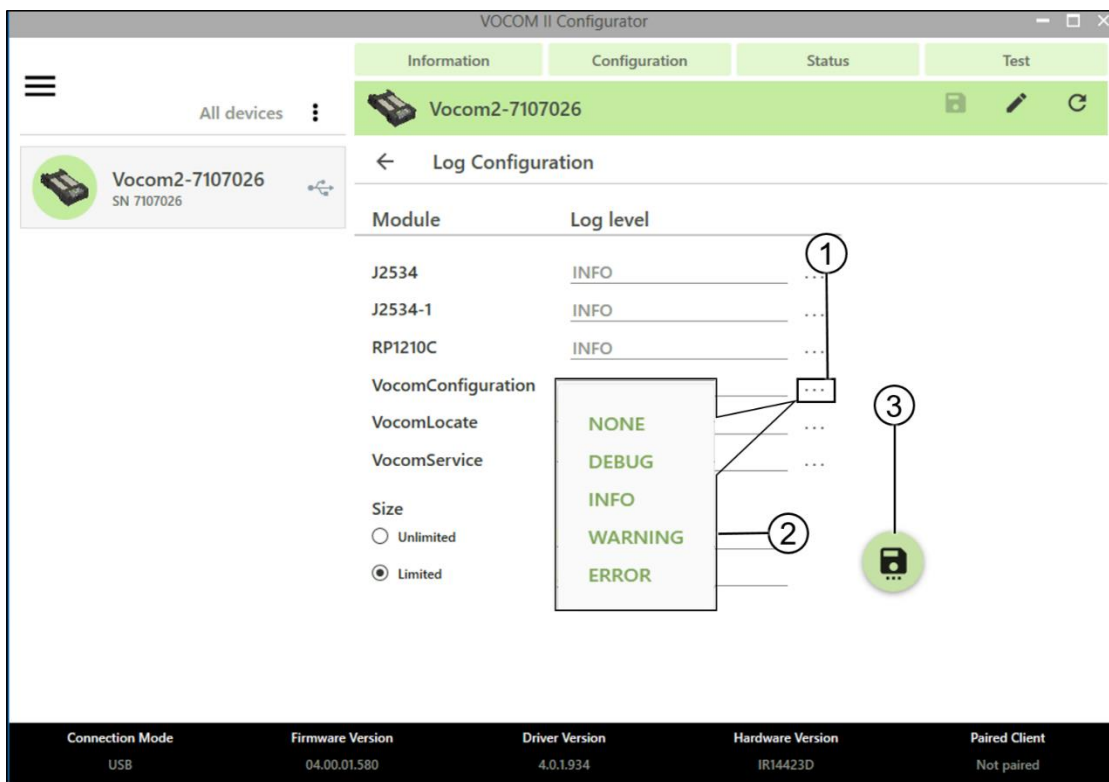 VOCOM II Configurator
Information Configuration Status Test
All devices
Vocom2-7107026
Vocom2-7107026
SN 7107026
Log Configuration
Module Log level
J2534 INFO ...
J2534-1 INFO ...
RP1210C INFO ...
VocomConfiguration ...
VocomLocate ...
VocomService ...
NONE
DEBUG
INFO
WARNING
ERROR
Size
Unlimited
Limited
1
2
3
Connection Mode Firmware Version Driver Version Hardware Version Paired Client
USB 04.00.01.580 4.0.1.934 IR14423D Not paired